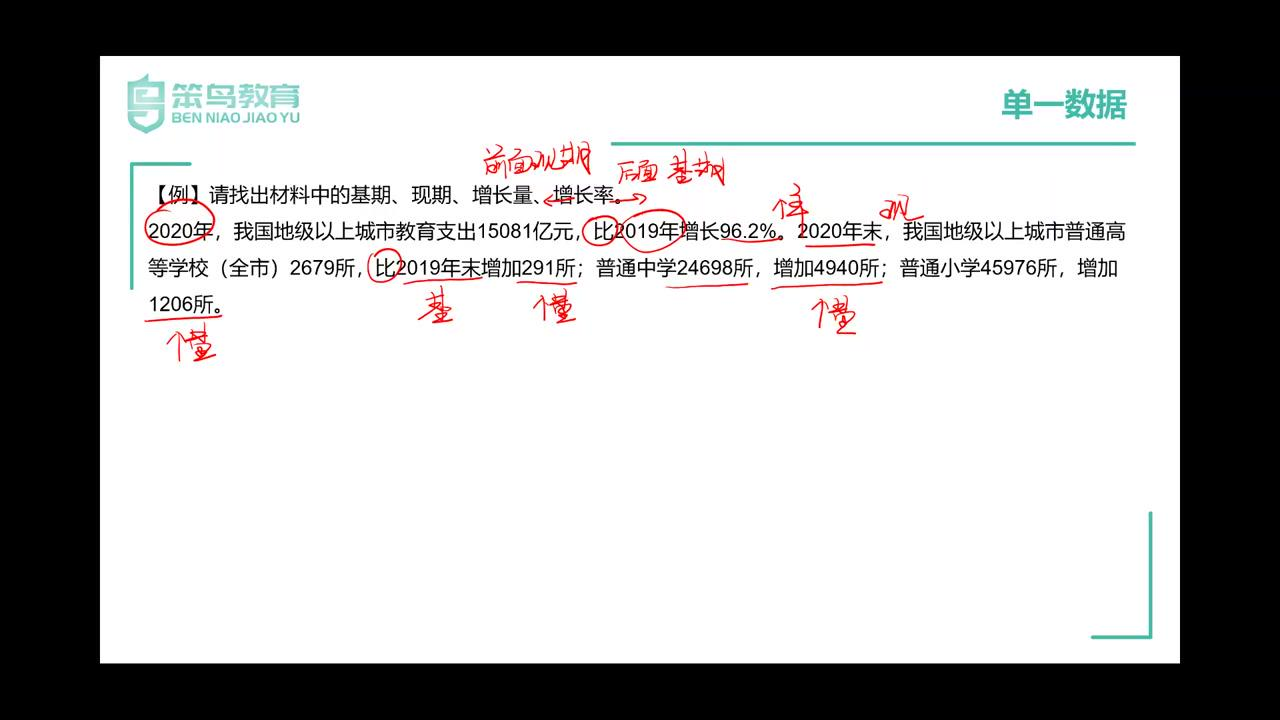 笨鸟教育
BEN NIAO JIAO YU
单一数据
前面现期 后面 基期
【例】请找出材料中的基期、现期、增长量、增长率。
2020年，我国地级以上城市教育支出15081亿元，比2019年增长96.2%。2020年末，我国地级以上城市普通高
现
等学校（全市）2679所，比2019年末增加291所；普通中学24698所，增加4940所；普通小学45976所，增加
基
1206所。